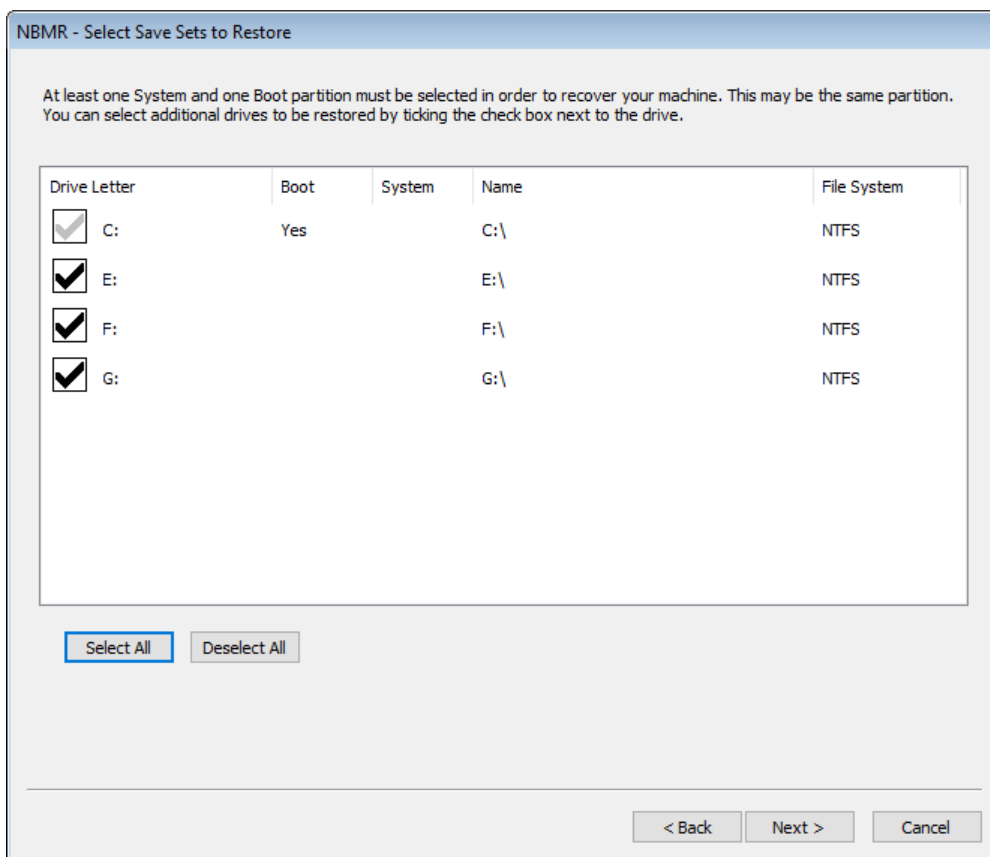 NBMR - Select Save Sets to Restore
At least one System and one Boot partition must be selected in order to recover your machine. This may be the same partition.
You can select additional drives to be restored by ticking the check box next to the drive.
Drive Letter Boot System Name File System
C: Yes C:\ NTFS
E: E:\ NTFS
F: F:\ NTFS
G: G:\ NTFS
Select All Deselect All
< Back Next > Cancel